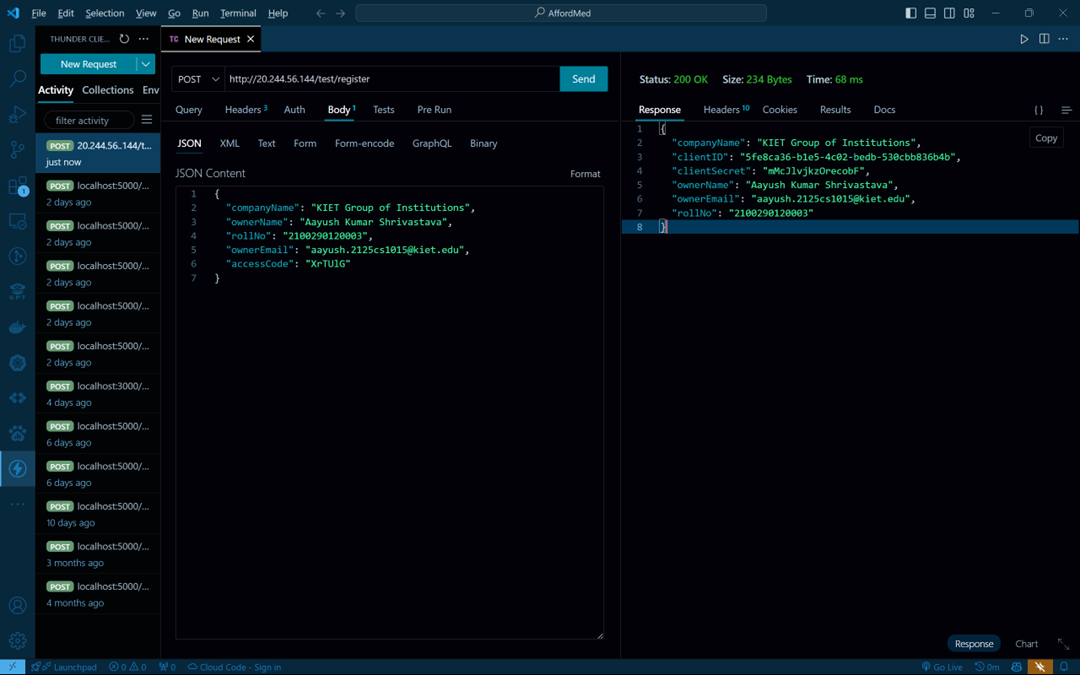 File Edit Selection View Go Run Terminal Help
AffordMed
THUNDER CLIE...
TC New Request
New Request
Activity Collections Env
filter activity
POST 20.244.56..144/t...
just now
POST localhost:5000/...
2 days ago
POST localhost:5000/...
2 days ago
POST localhost:5000/...
2 days ago
POST localhost:5000/...
2 days ago
POST localhost:5000/...
2 days ago
POST localhost:3000/...
4 days ago
POST localhost:5000/...
6 days ago
POST localhost:5000/...
6 days ago
POST localhost:5000/...
10 days ago
POST localhost:5000/...
3 months ago
POST localhost:5000/...
4 months ago
POST http://20.244.56.144/test/register Send
Query Headers 3 Auth Body 1 Tests Pre Run
JSON XML Text Form Form-encode GraphQL Binary
JSON Content Format
1 {
2 "companyName": "KIET Group of Institutions",
3 "ownerName": "Aayush Kumar Shrivastava",
4 "rollNo": "2100290120003",
5 "ownerEmail": "aayush.2125cs1015@kiet.edu",
6 "accessCode": "XrTUlG"
7 }
Status: 200 OK Size: 234 Bytes Time: 68 ms
Response Headers 10 Cookies Results Docs { }
Copy
1 {
2 "companyName": "KIET Group of Institutions",
3 "clientID": "5fe8ca36-b1e5-4c02-bedb-530cbb836b4b",
4 "clientSecret": "mMcJlvjkzOrecobF",
5 "ownerName": "Aayush Kumar Shrivastava",
6 "ownerEmail": "aayush.2125cs1015@kiet.edu",
7 "rollNo": "2100290120003"
8 }
Response Chart
1
Launchpad 0 0 0 Cloud Code - Sign in Go Live 0m